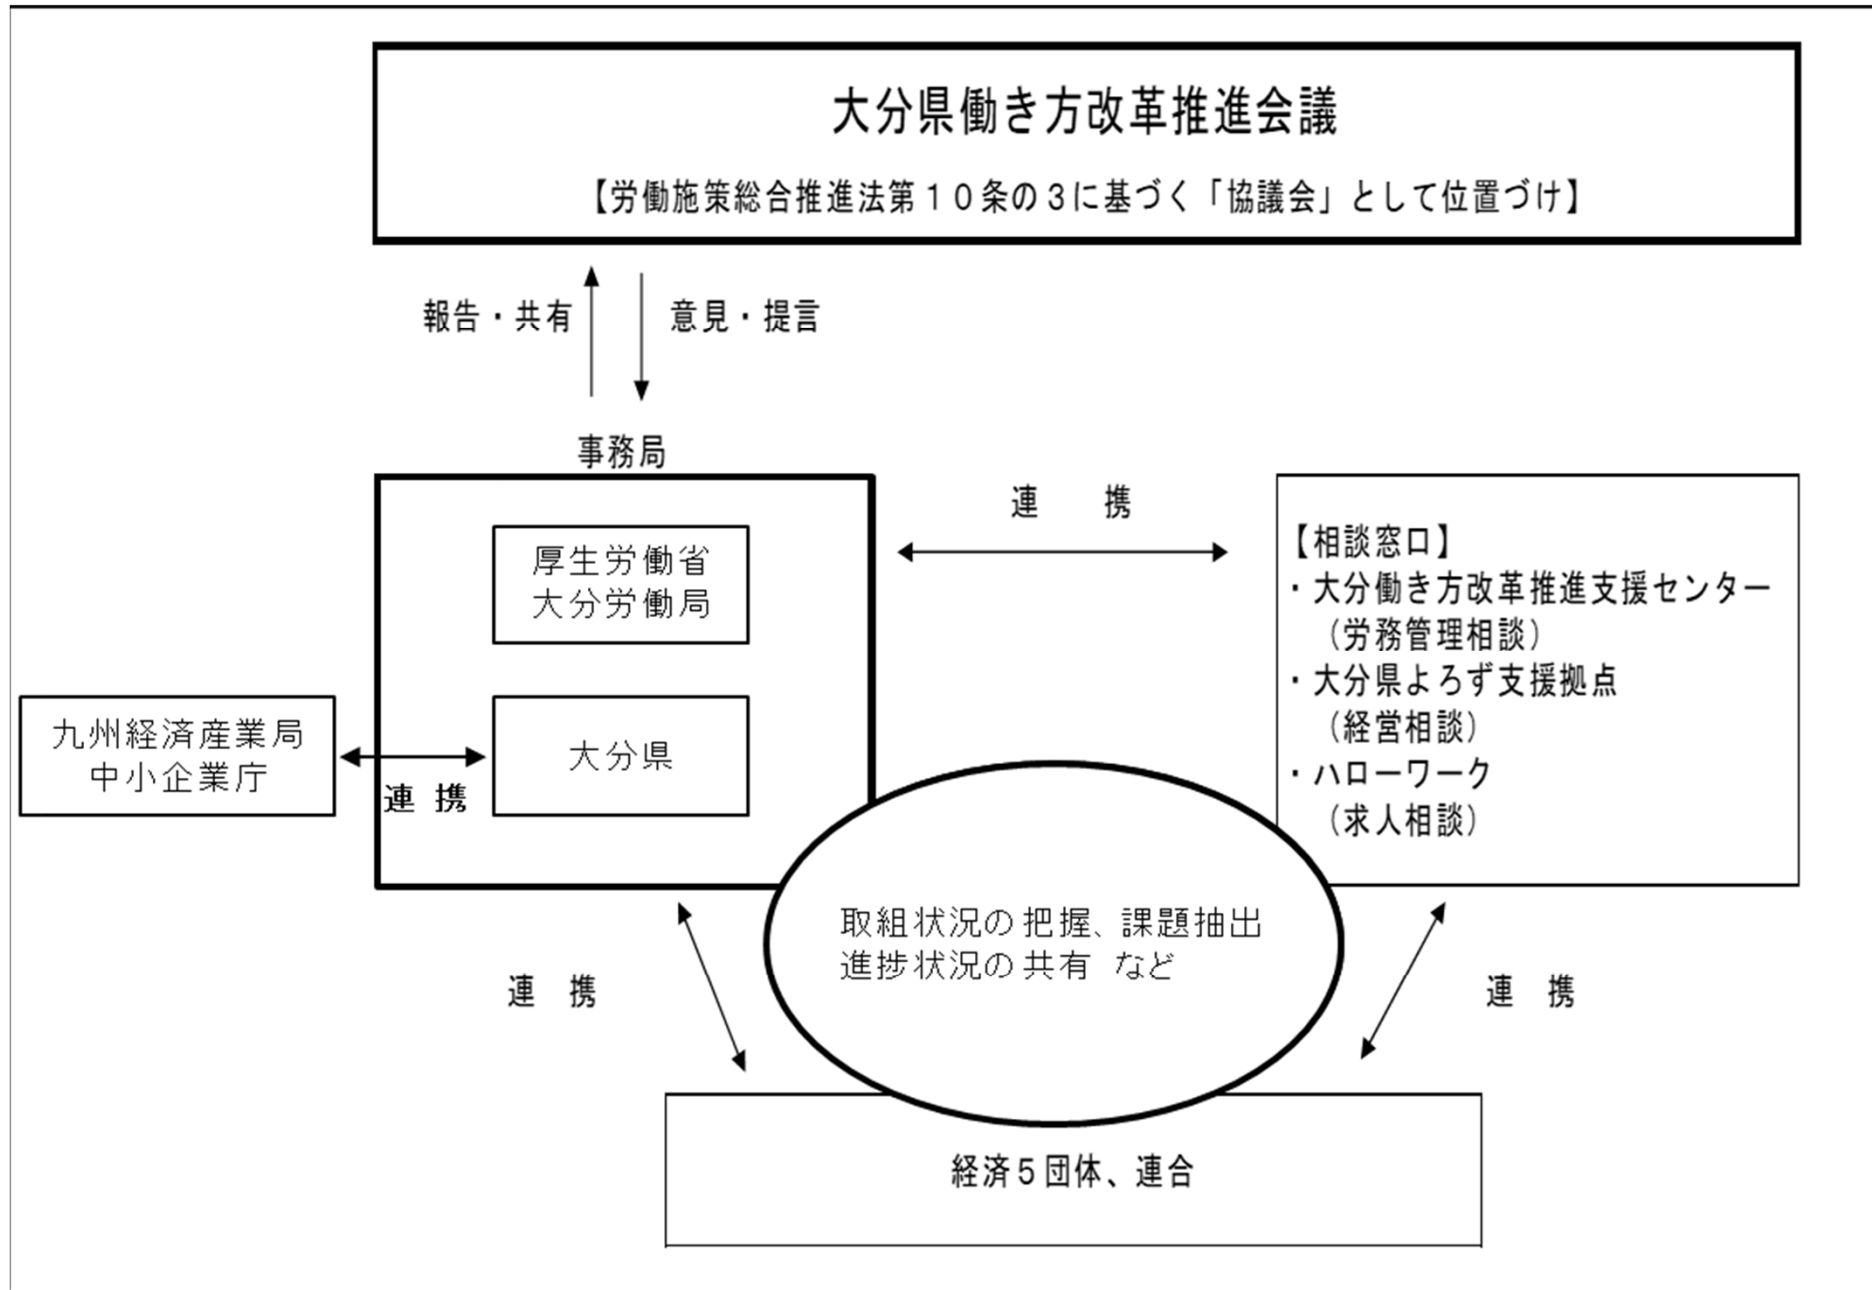 大分県働き方改革推進会議
【労働施策総合推進法第１０条の３に基づく「協議会」として位置づけ】
報告・共有
意見・提言
事務局
連　携
厚生労働省
大分労働局
【相談窓口】
・大分働き方改革推進支援センター
（労務管理相談）
・大分県よろず支援拠点
（経営相談）
・ハローワーク
（求人相談）
九州経済産業局
中小企業庁
連 携
大分県
取組状況の把握、課題抽出
進捗状況の共有 など
連　携
連　携
経済５団体、連合